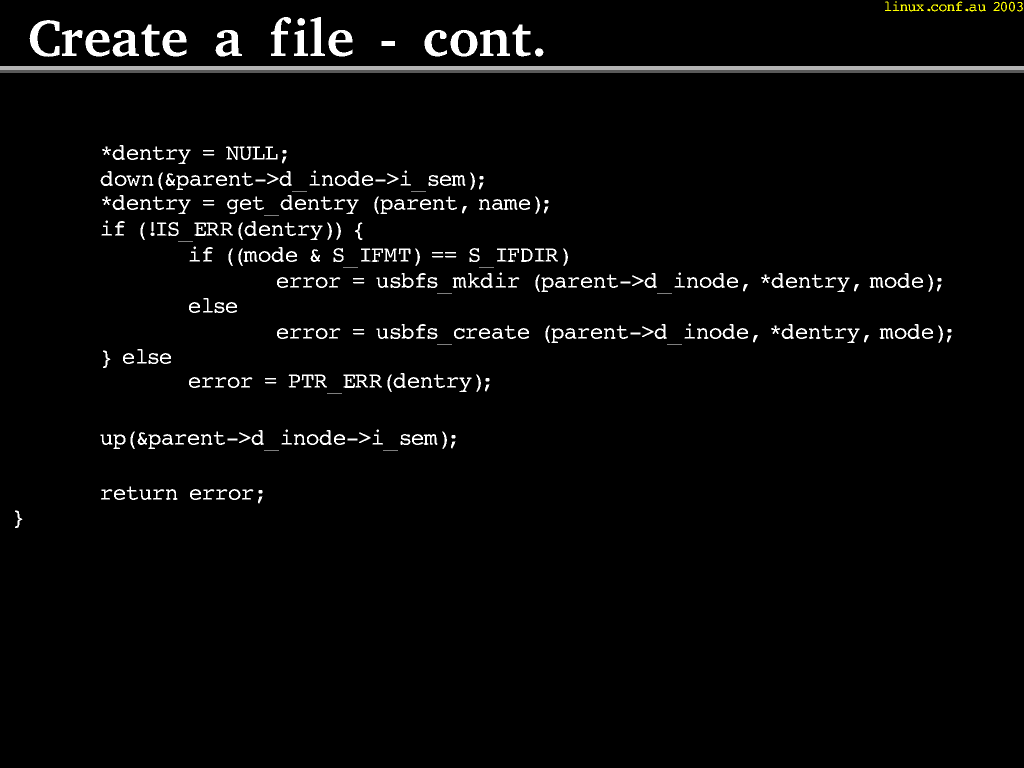 linux.conf.au 2003
Create a file - cont.
*dentry = NULL;
down(&parent->d_inode->i_sem);
*dentry = get_dentry (parent, name);
if (!IS_ERR(dentry)) {
if ((mode & S_IFMT) == S_IFDIR)
error = usbfs_mkdir (parent->d_inode, *dentry, mode);
else
error = usbfs_create (parent->d_inode, *dentry, mode);
} else
error = PTR_ERR(dentry);
up(&parent->d_inode->i_sem);
return error;
}